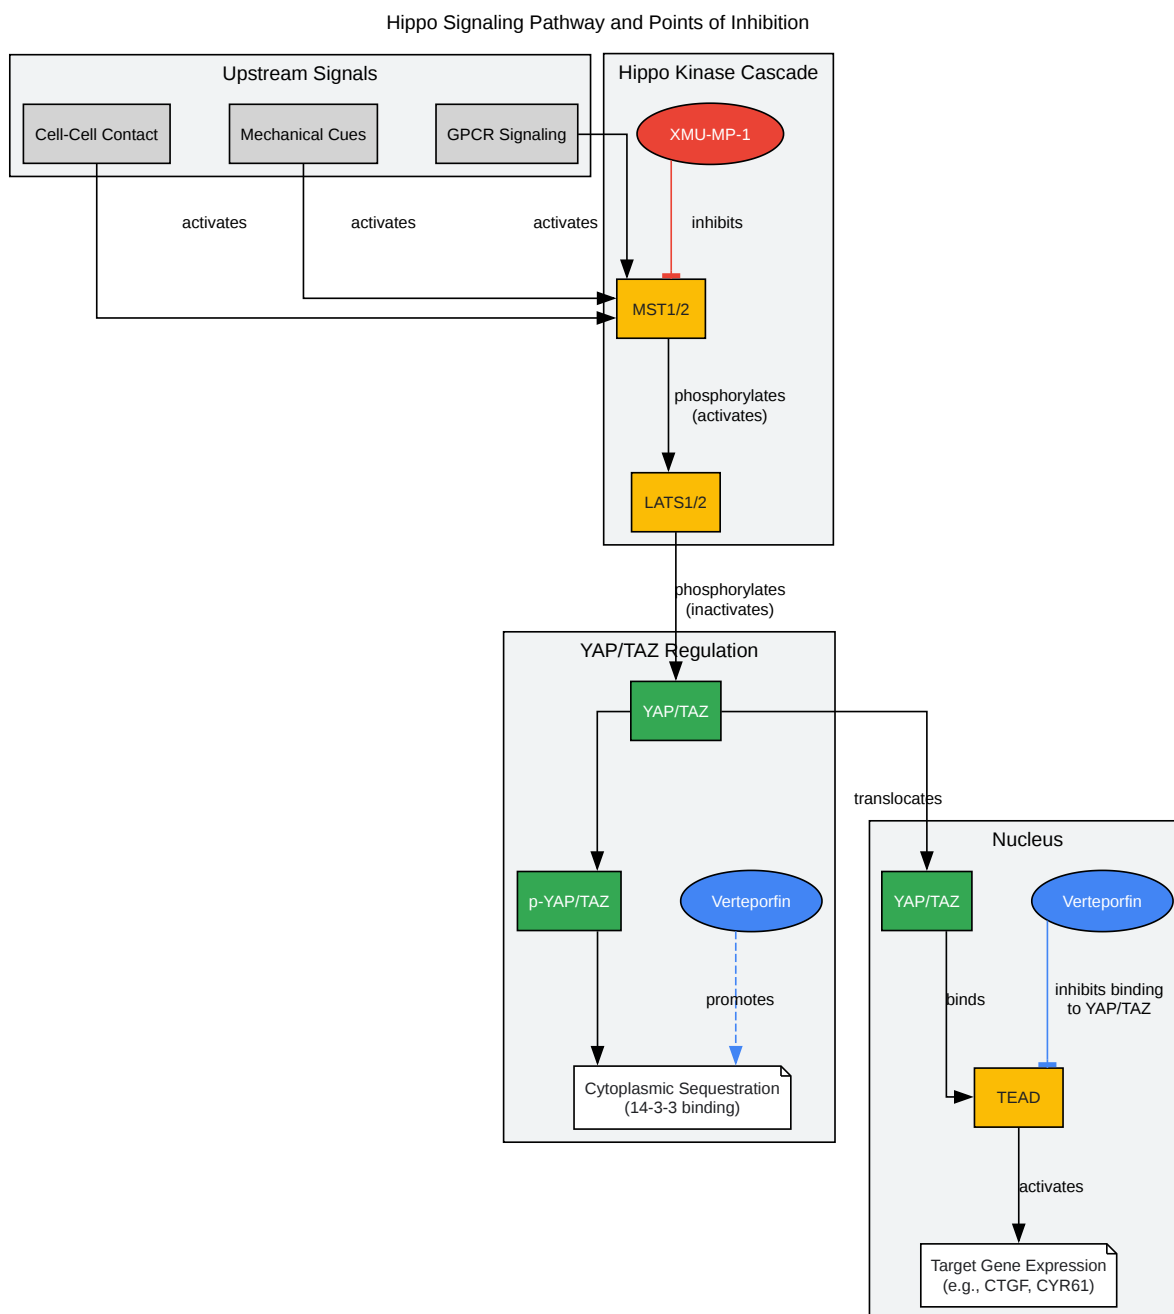 Hippo Signaling Pathway and Points of Inhibition
Upstream Signals
Hippo Kinase Cascade
Cell-Cell Contact
Mechanical Cues
GPCR Signaling
XMU-MP-1
activates
activates
activates
inhibits
MST1/2
phosphorylates
(activates)
LATS1/2
phosphorylates
(inactivates)
YAP/TAZ Regulation
YAP/TAZ
translocates
Nucleus
p-YAP/TAZ
Verteporfin
YAP/TAZ
Verteporfin
promotes
binds
inhibits binding
to YAP/TAZ
Cytoplasmic Sequestration
(14-3-3 binding)
TEAD
activates
Target Gene Expression
(e.g., CTGF, CYR61)